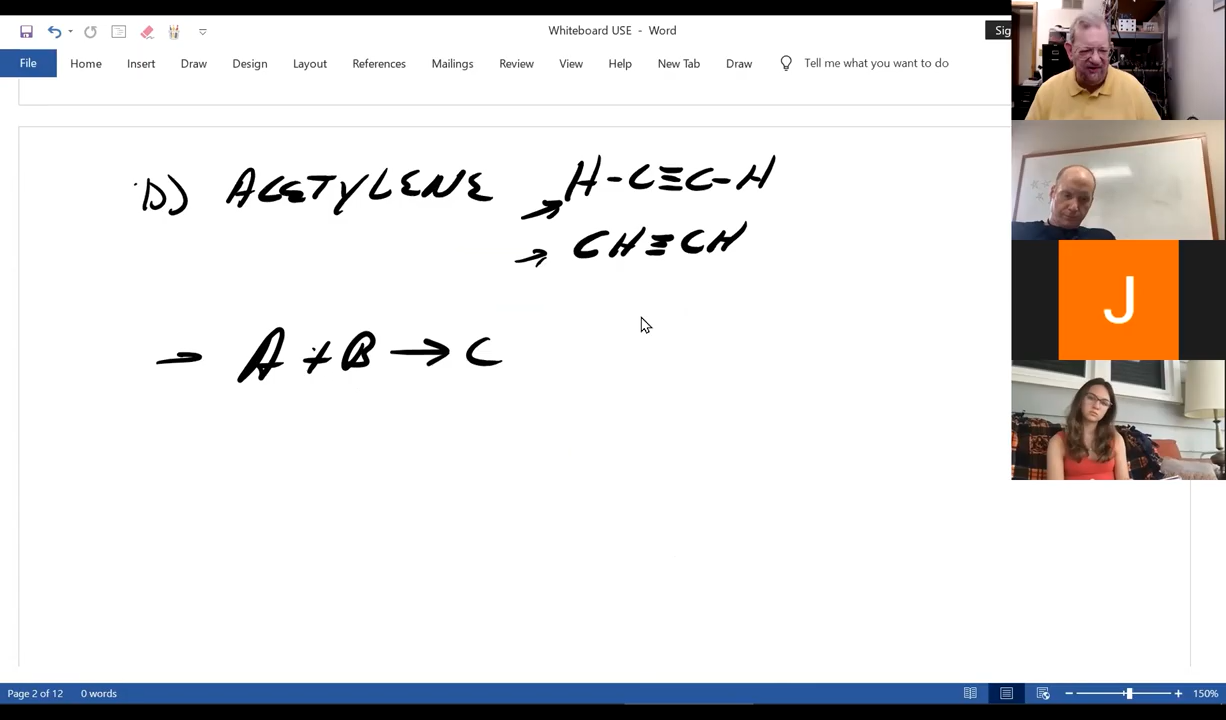 Whiteboard USE - Word
Sig
File Home Insert Draw Design Layout References Mailings Review View Help New Tab Draw Tell me what you want to do
D) ACETYLENE → H-C≡C-H
→ CH≡CH
→ A + B → C
J
Page 2 of 12 0 words 150%